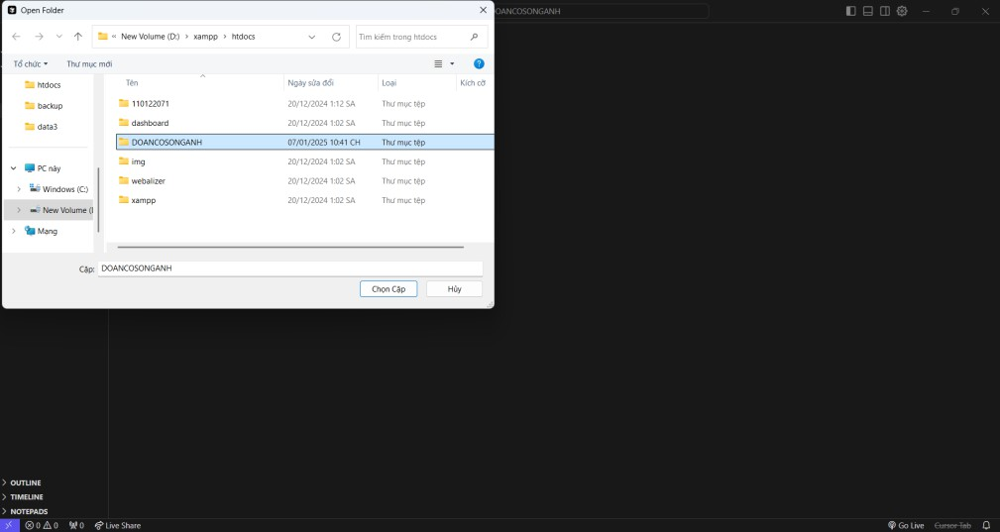 Open Folder
DOANCOSONGANH
« New Volume (D:) > xampp > htdocs
Tìm kiếm trong htdocs
Tổ chức Thư mục mới
Tên Ngày sửa đổi Loại Kích cỡ
htdocs
backup
data3
PC này
Windows (C:)
New Volume (
Mạng
110122071 20/12/2024 1:12 SA Thư mục tệp
dashboard 20/12/2024 1:02 SA Thư mục tệp
DOANCOSONGANH 07/01/2025 10:41 CH Thư mục tệp
img 20/12/2024 1:02 SA Thư mục tệp
webalizer 20/12/2024 1:02 SA Thư mục tệp
xampp 20/12/2024 1:02 SA Thư mục tệp
Cặp: DOANCOSONGANH
Chọn Cặp Hủy
OUTLINE
TIMELINE
NOTEPADS
0 0 0 Live Share Go Live Cursor Tab